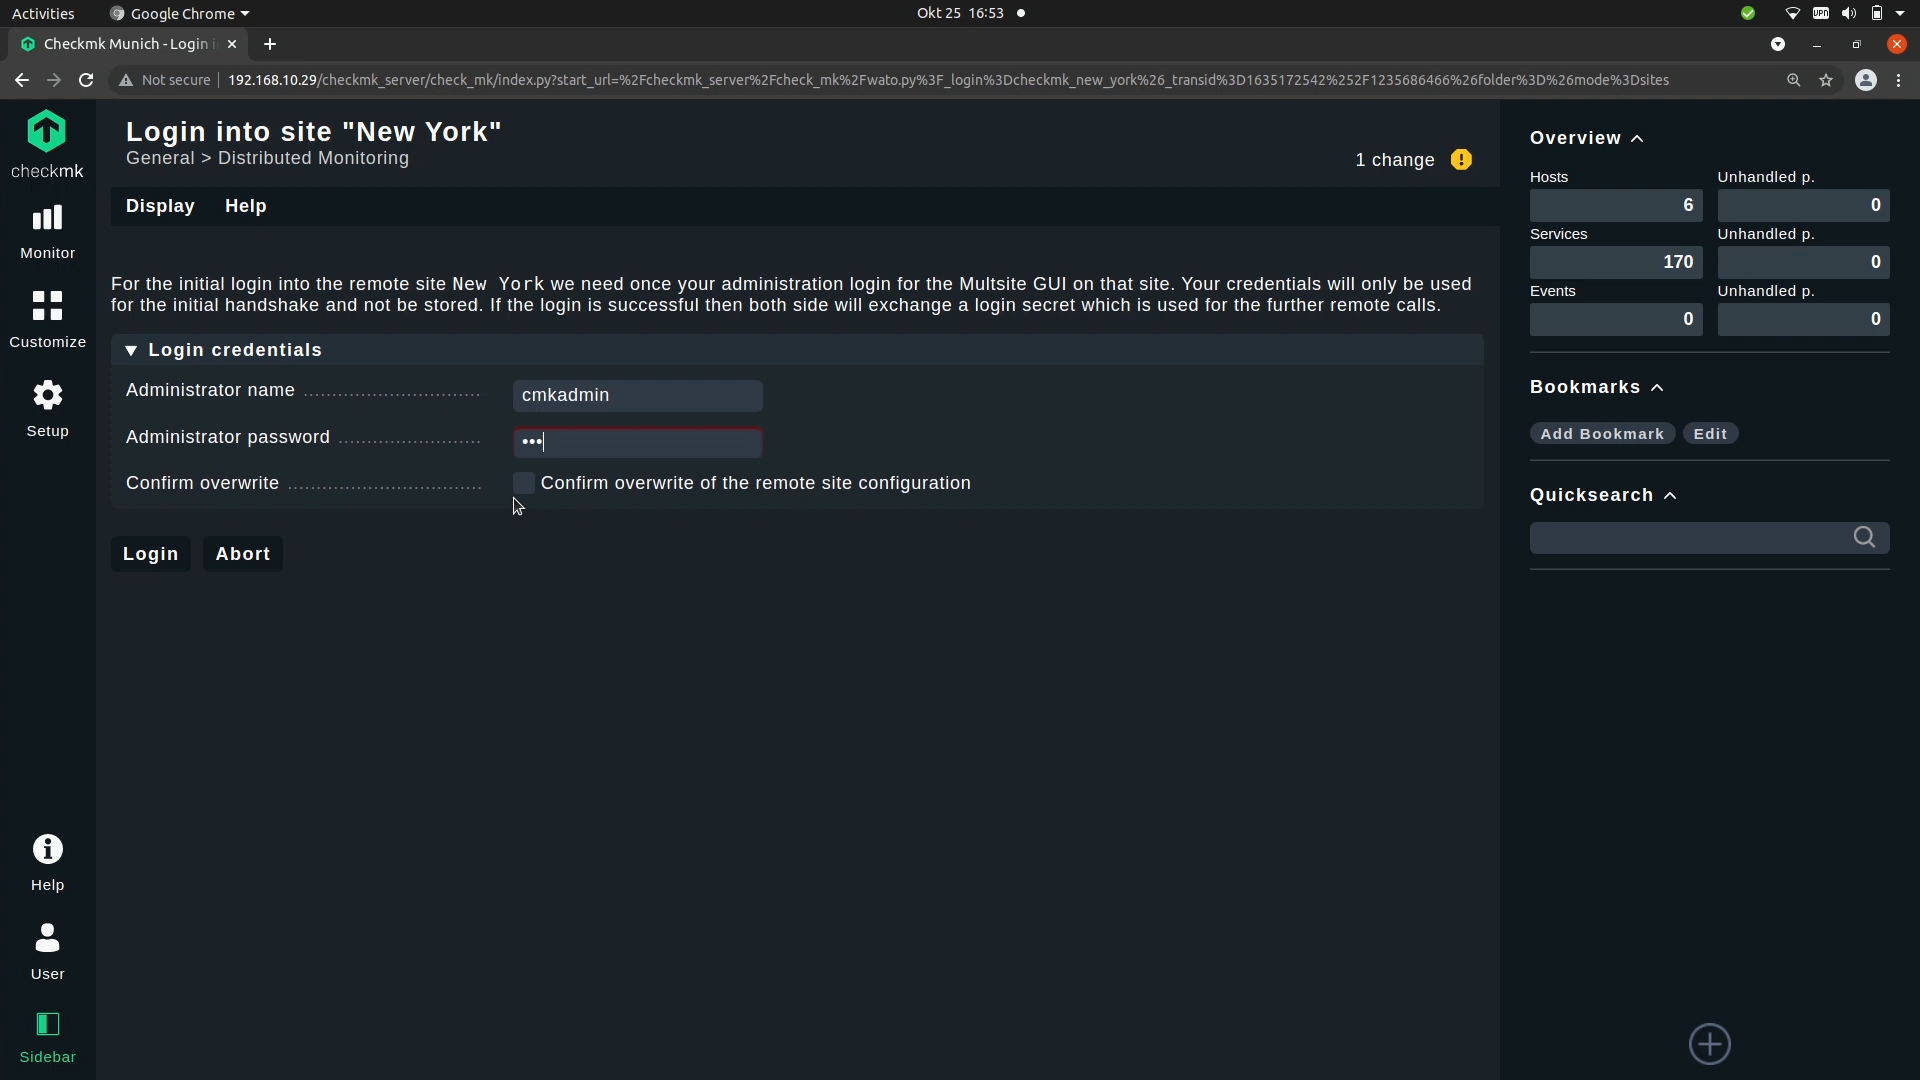 Activities
Google Chrome
Okt 25 16:53
VPN
Checkmk Munich - Login i
Not secure
192.168.10.29/checkmk_server/check_mk/index.py?start_url=%2Fcheckmk_server%2Fcheck_mk%2Fwato.py%3F_login%3Dcheckmk_new_york%26_transid%3D1635172542%252F1235686466%26folder%3D%26mode%3Dsites
checkmk
Monitor
Customize
Setup
Help
User
Sidebar
Login into site "New York"
General > Distributed Monitoring
1 change
Display Help
For the initial login into the remote site New York we need once your administration login for the Multsite GUI on that site. Your credentials will only be used
for the initial handshake and not be stored. If the login is successful then both side will exchange a login secret which is used for the further remote calls.
Login credentials
Administrator name
cmkadmin
Administrator password
•••
Confirm overwrite
Confirm overwrite of the remote site configuration
Login Abort
Overview
Hosts Unhandled p.
6 0
Services Unhandled p.
170 0
Events Unhandled p.
0 0
Bookmarks
Add Bookmark Edit
Quicksearch